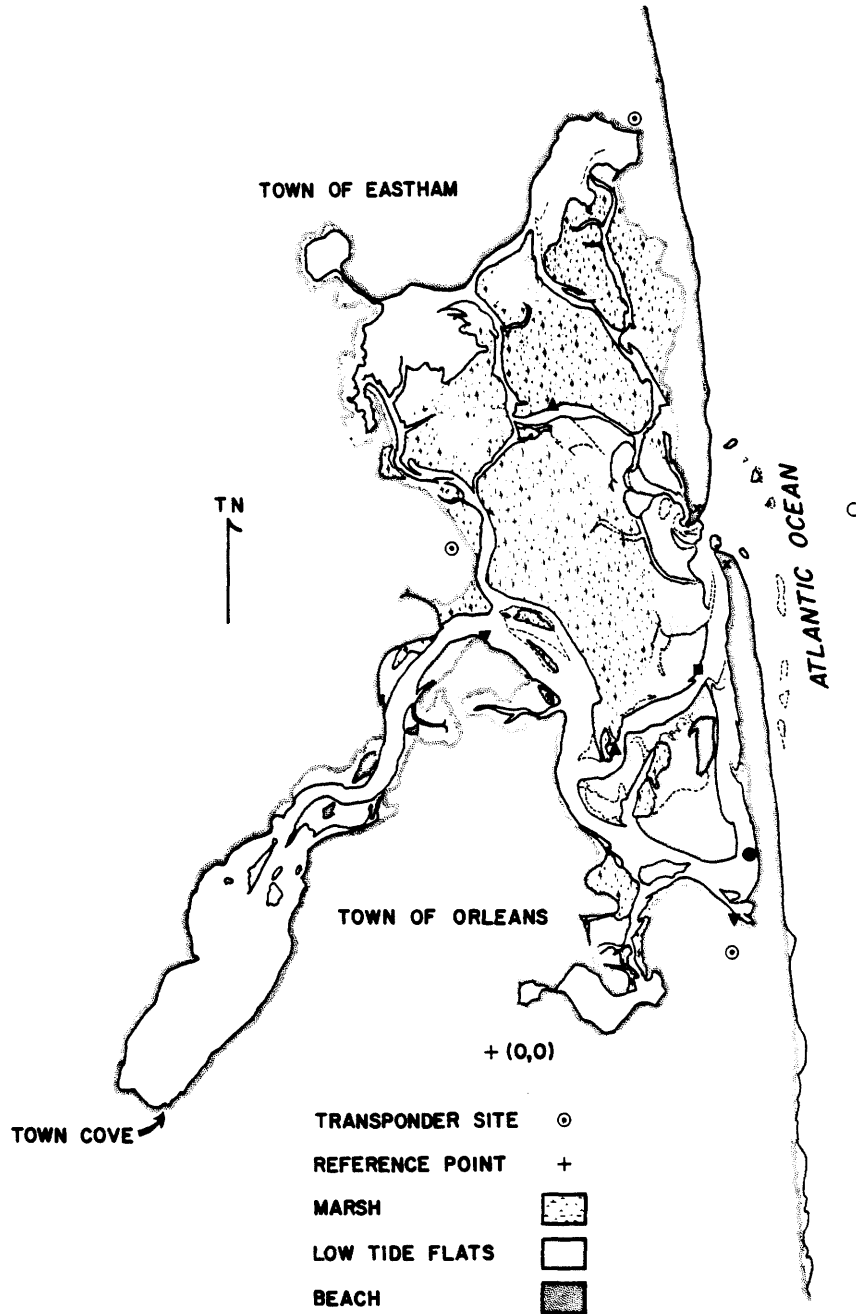 TOWN OF EASTHAM
TN
ATLANTIC OCEAN
TOWN OF ORLEANS
+ (0,0)
TOWN COVE
TRANSPONDER SITE
REFERENCE POINT +
MARSH
LOW TIDE FLATS
BEACH